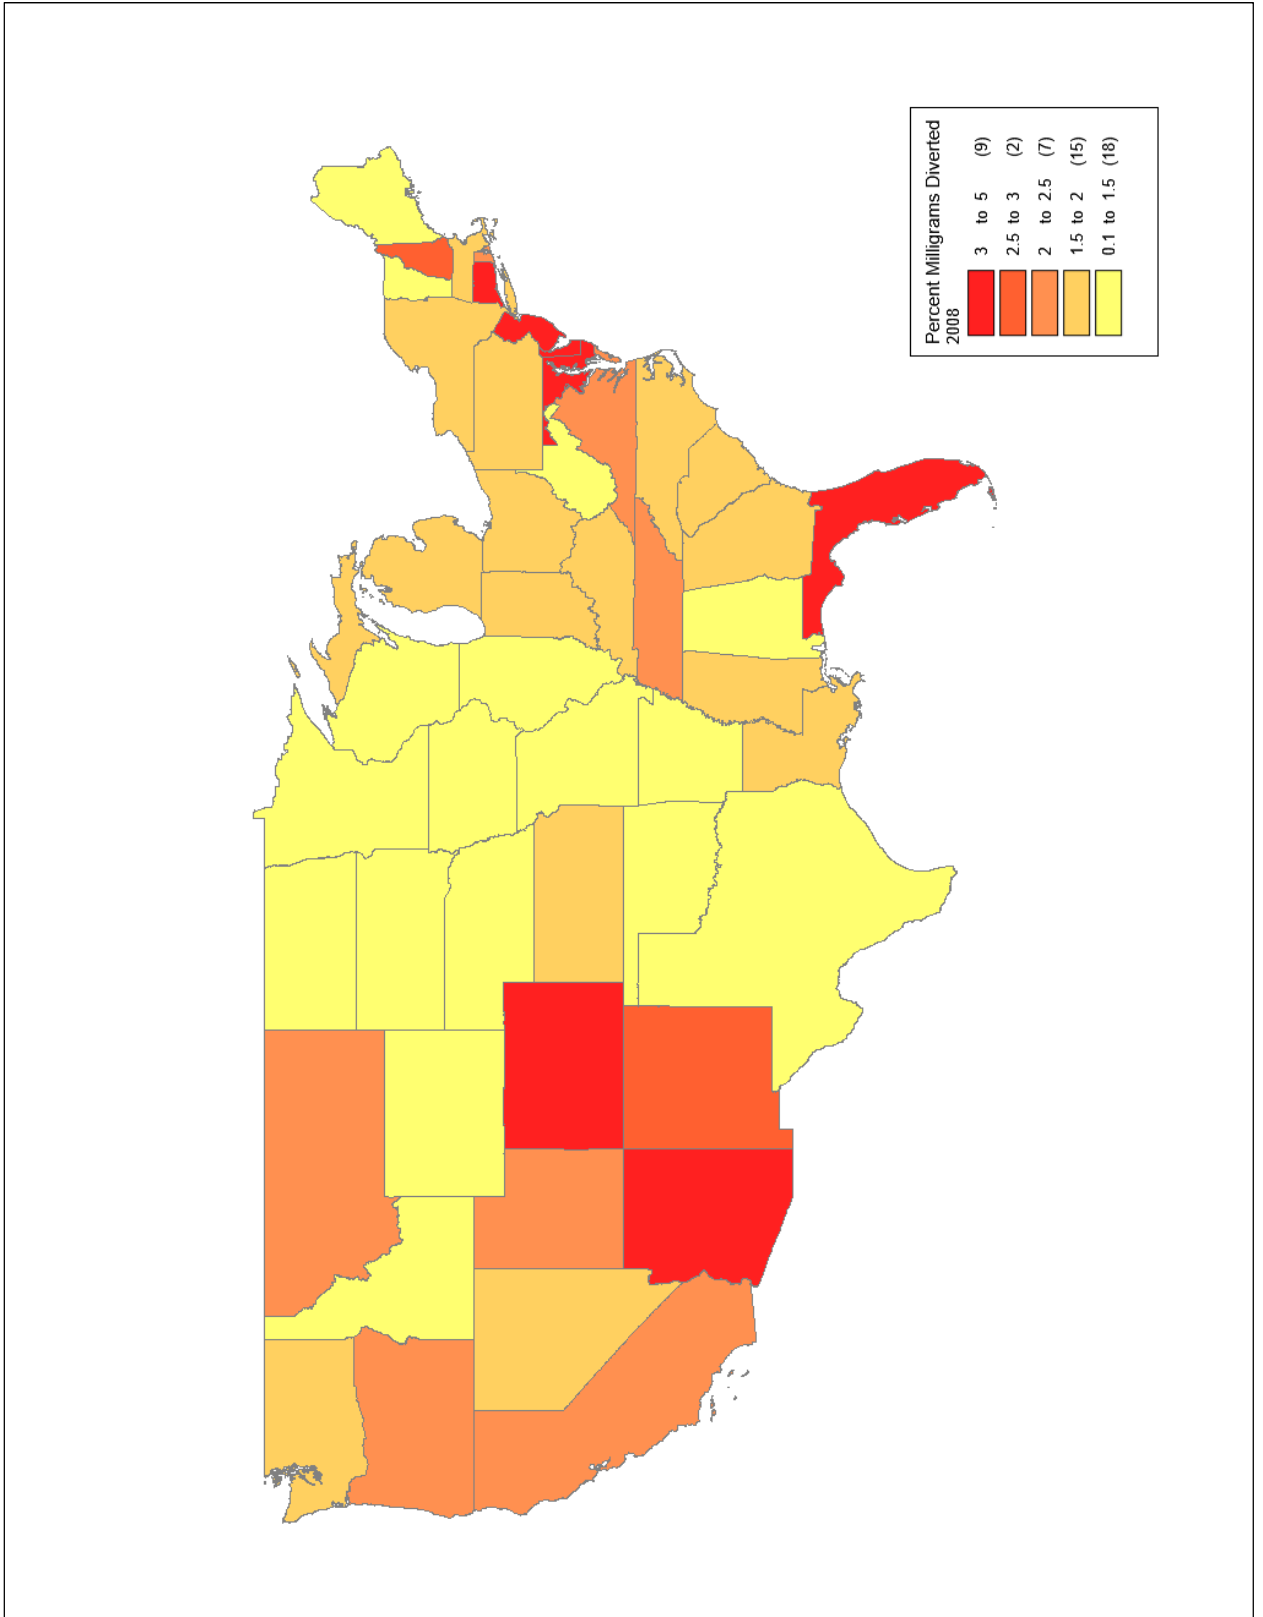 Percent Milligrams Diverted
2008
3 to 5 (9)
2.5 to 3 (2)
2 to 2.5 (7)
1.5 to 2 (15)
0.1 to 1.5 (18)